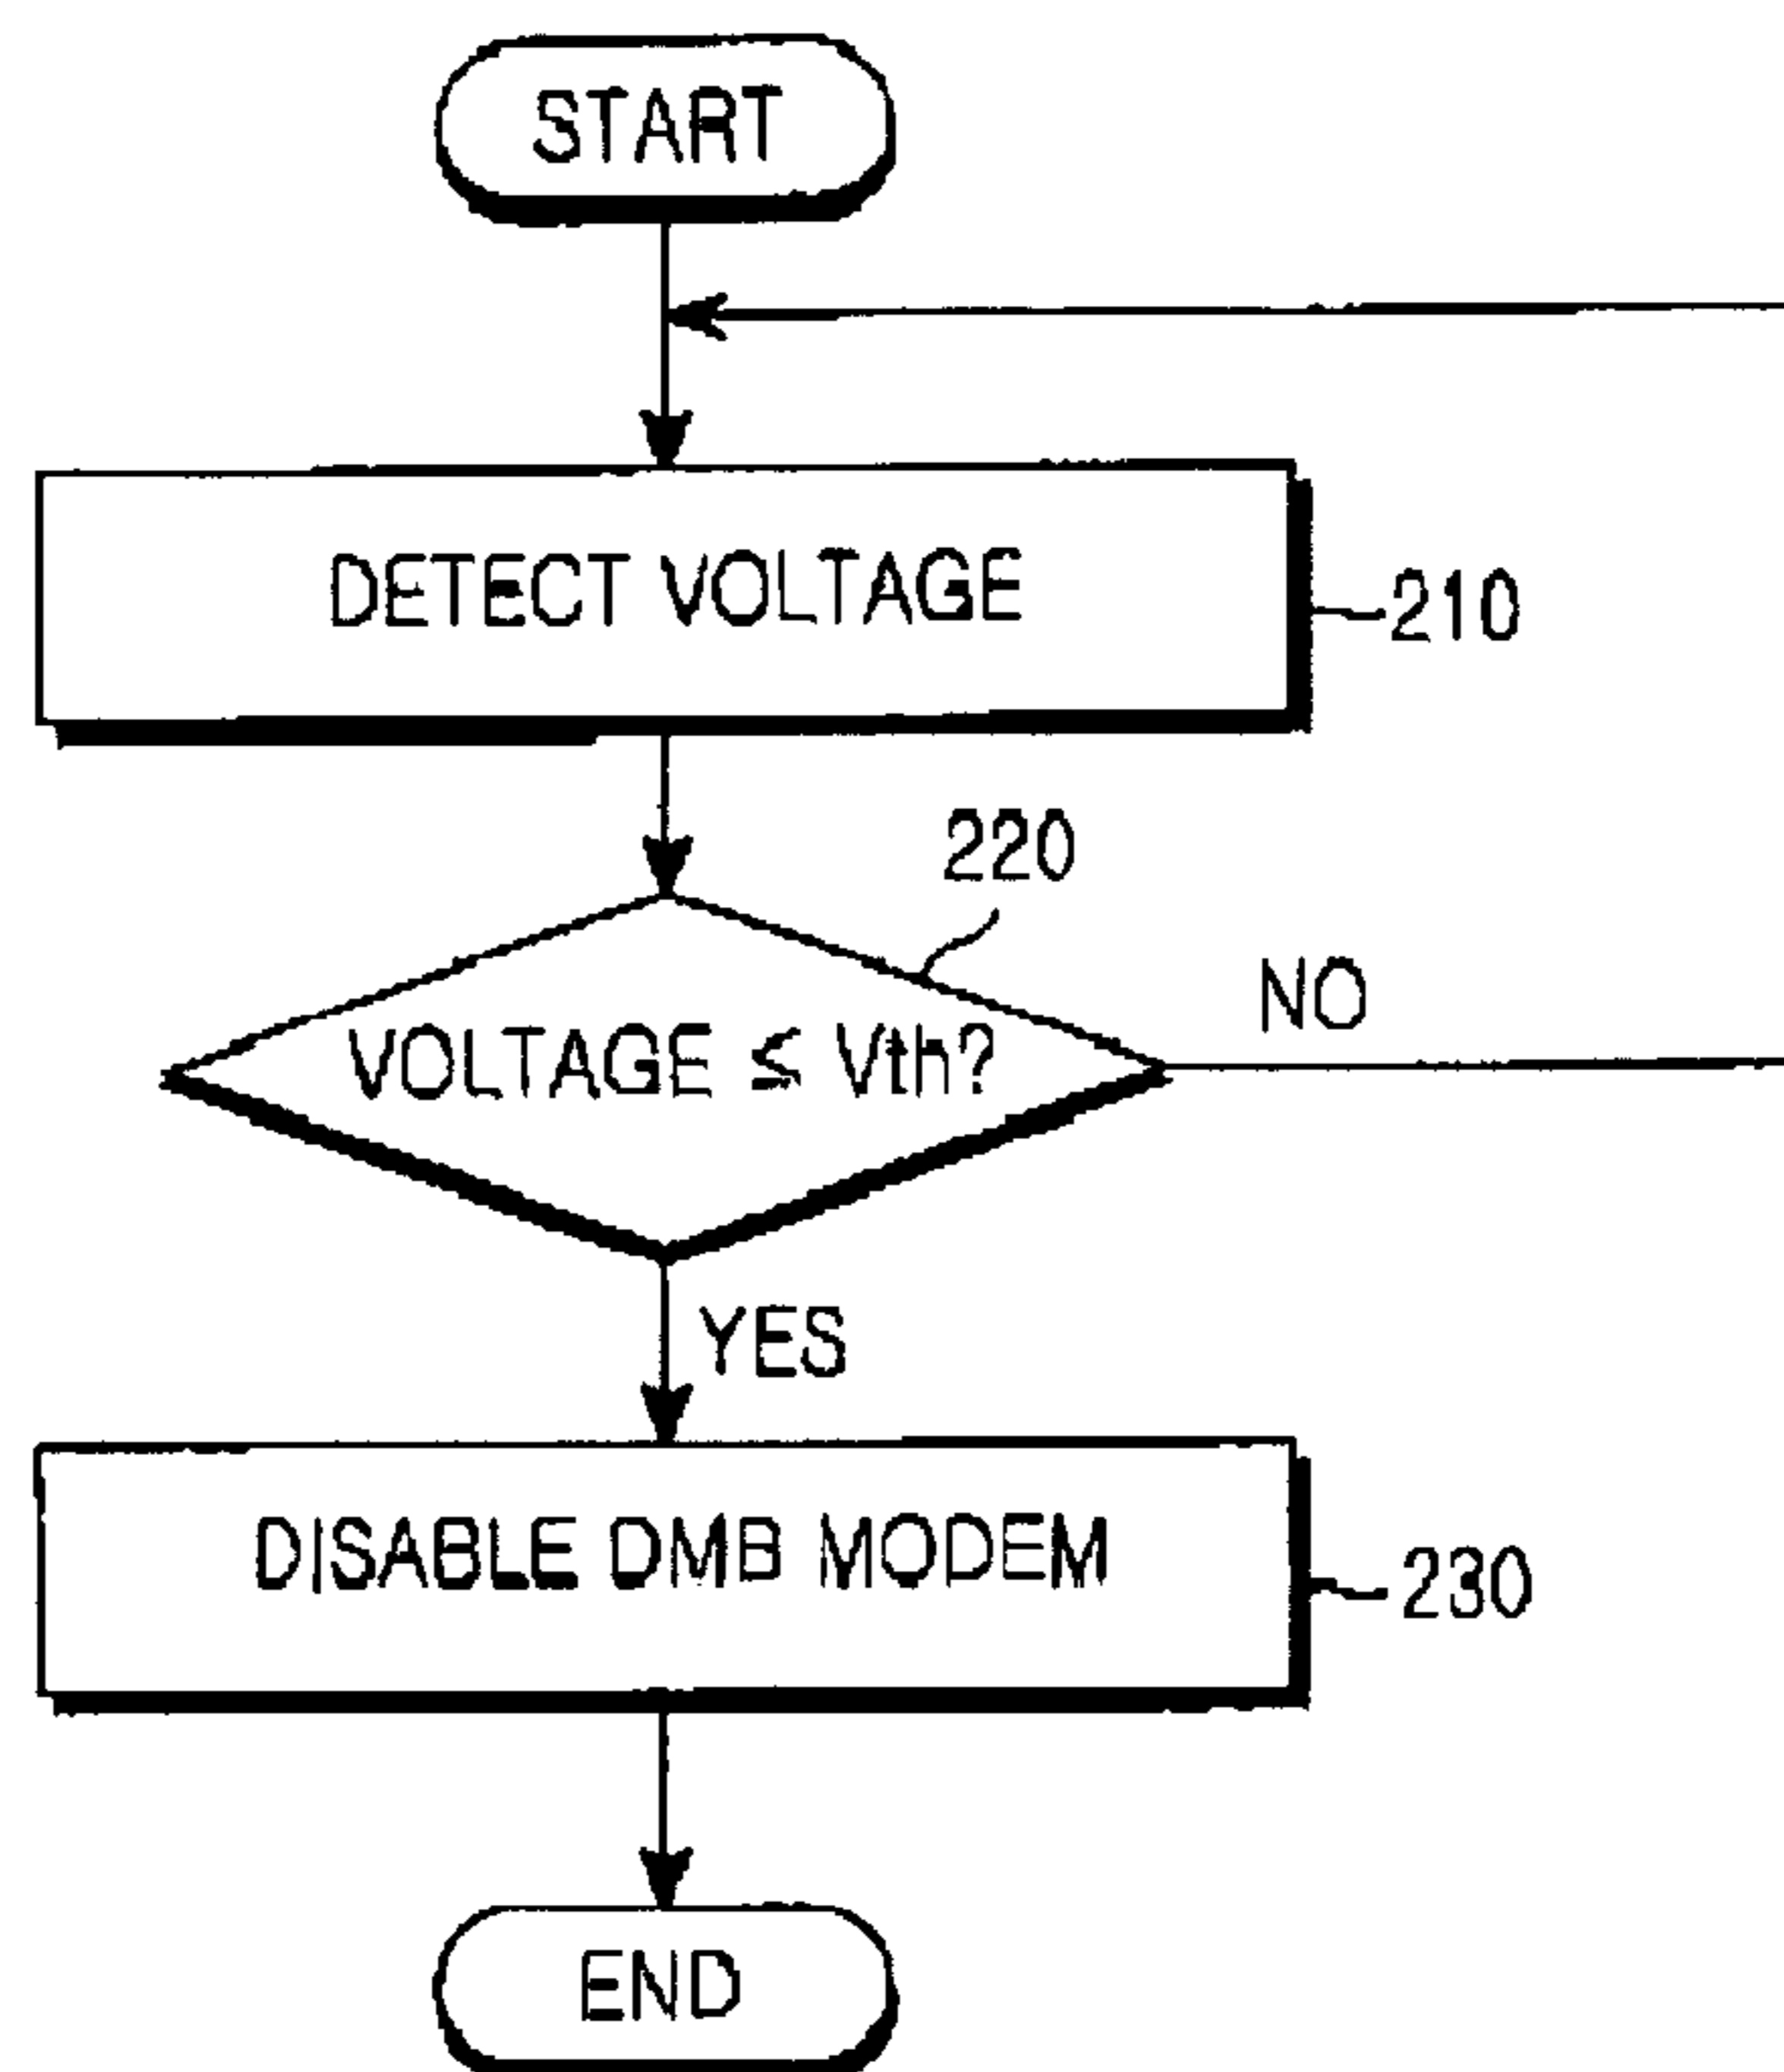 START
DETECT VOLTAGE
210
220
VOLTAGE ≦ Vth?
NO
YES
DISABLE DMB MODEM
230
END